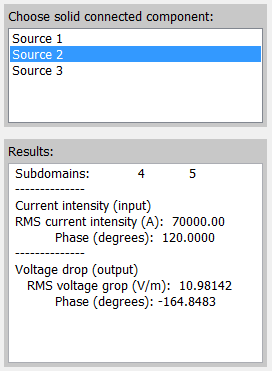 Choose solid connected component:
Source 1
Source 2
Source 3
Results:
Subdomains: 4 5
--------------
Current intensity (input)
RMS current intensity (A): 70000.00
Phase (degrees): 120.0000
--------------
Voltage drop (output)
RMS voltage grop (V/m): 10.98142
Phase (degrees): -164.8483